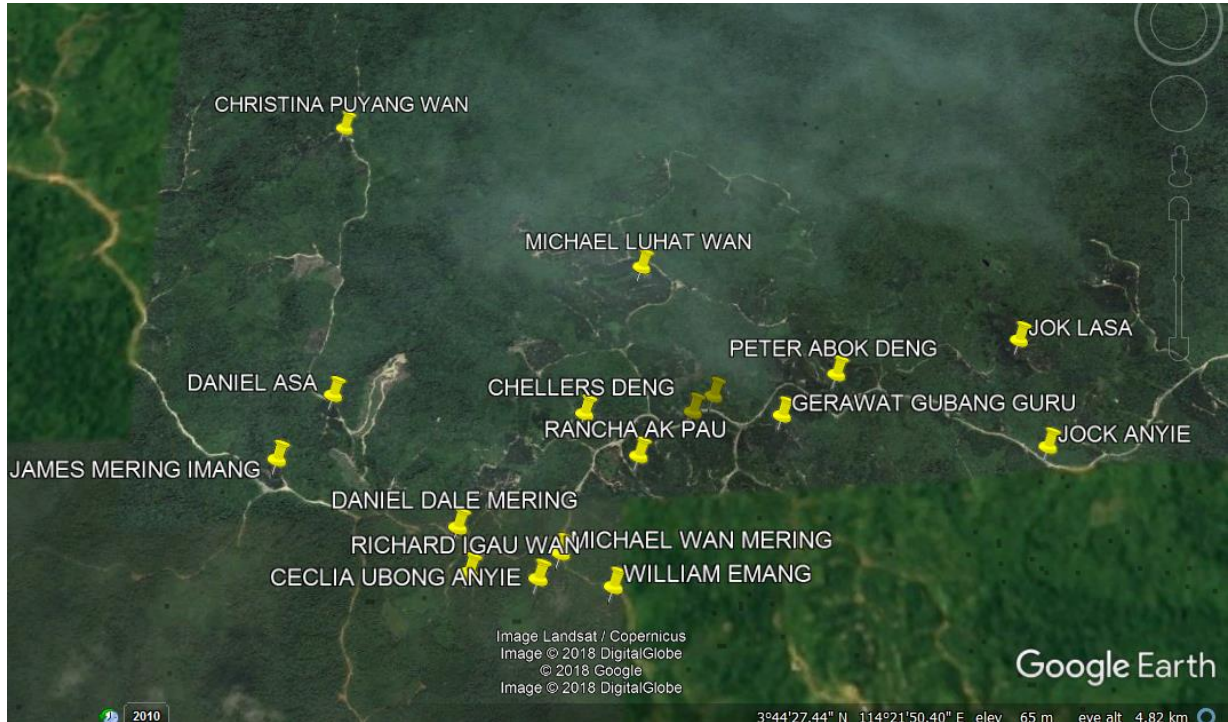 CHRISTINA PUYANG WAN
MICHAEL LUHAT WAN
JOK LASA
PETER ABOK DENG
DANIEL ASA
CHELLERS DENG
GERAWAT GUBANG GURU
RANCHA AK PAU
JOCK ANYIE
JAMES MERING IMANG
DANIEL DALE MERING
RICHARD IGAU WAN
MICHAEL WAN MERING
CECLIA UBONG ANYIE
WILLIAM EMANG
Image Landsat / Copernicus
Image © 2018 DigitalGlobe
© 2018 Google
Image © 2018 DigitalGlobe
Google Earth
2010
3°44'27.44" N 114°21'50.40" E elev 65 m eye alt 4.82 km